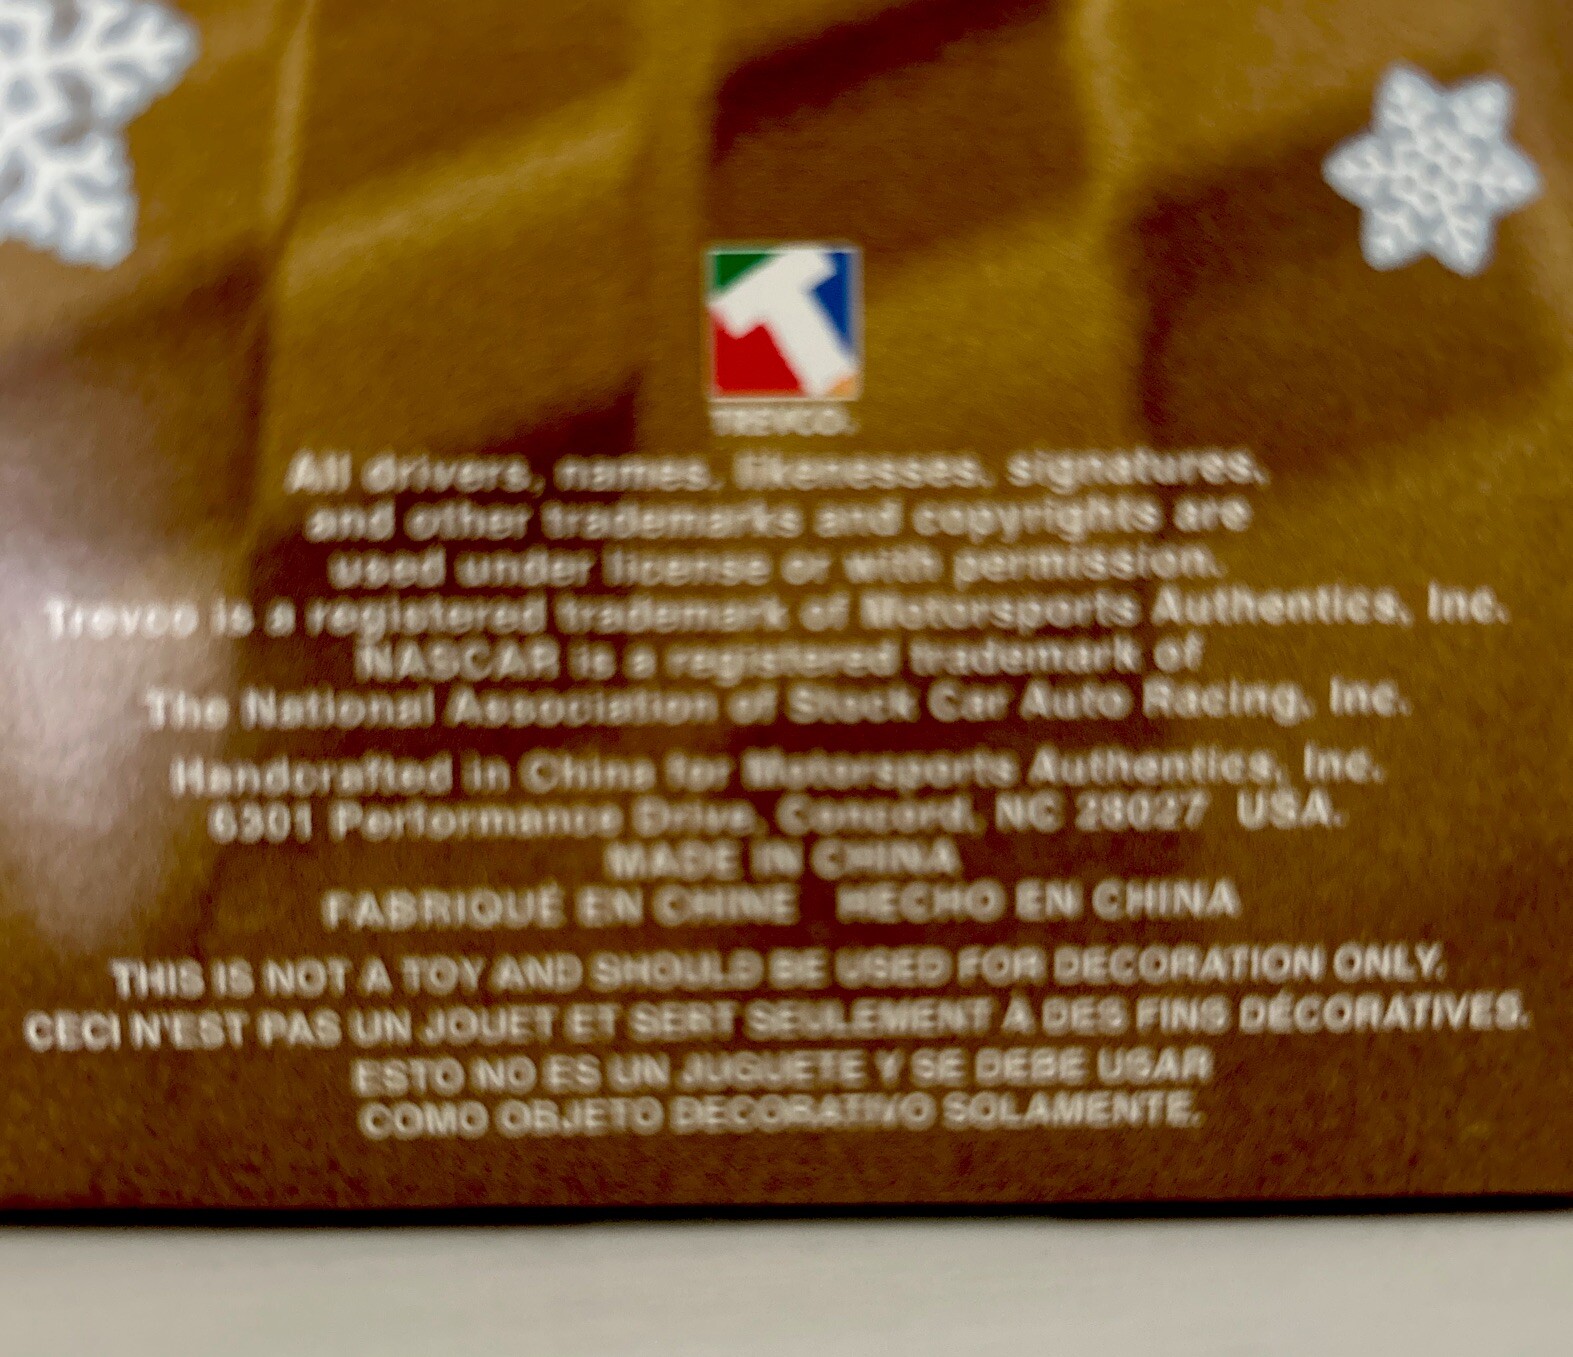 T
TREVCO.
All drivers, names, likenesses, signatures,
and other trademarks and copyrights are
used under license or with permission.
Trevco is a registered trademark of Motorsports Authentics, Inc.
NASCAR is a registered trademark of
The National Association of Stock Car Auto Racing, Inc.
Handcrafted in China for Motorsports Authentics, Inc.
6301 Performance Drive, Concord, NC 28027 USA.
MADE IN CHINA
FABRIQUÉ EN CHINE HECHO EN CHINA
THIS IS NOT A TOY AND SHOULD BE USED FOR DECORATION ONLY.
CECI N'EST PAS UN JOUET ET SERT SEULEMENT À DES FINS DÉCORATIVES.
ESTO NO ES UN JUGUETE Y SE DEBE USAR
COMO OBJETO DECORATIVO SOLAMENTE.